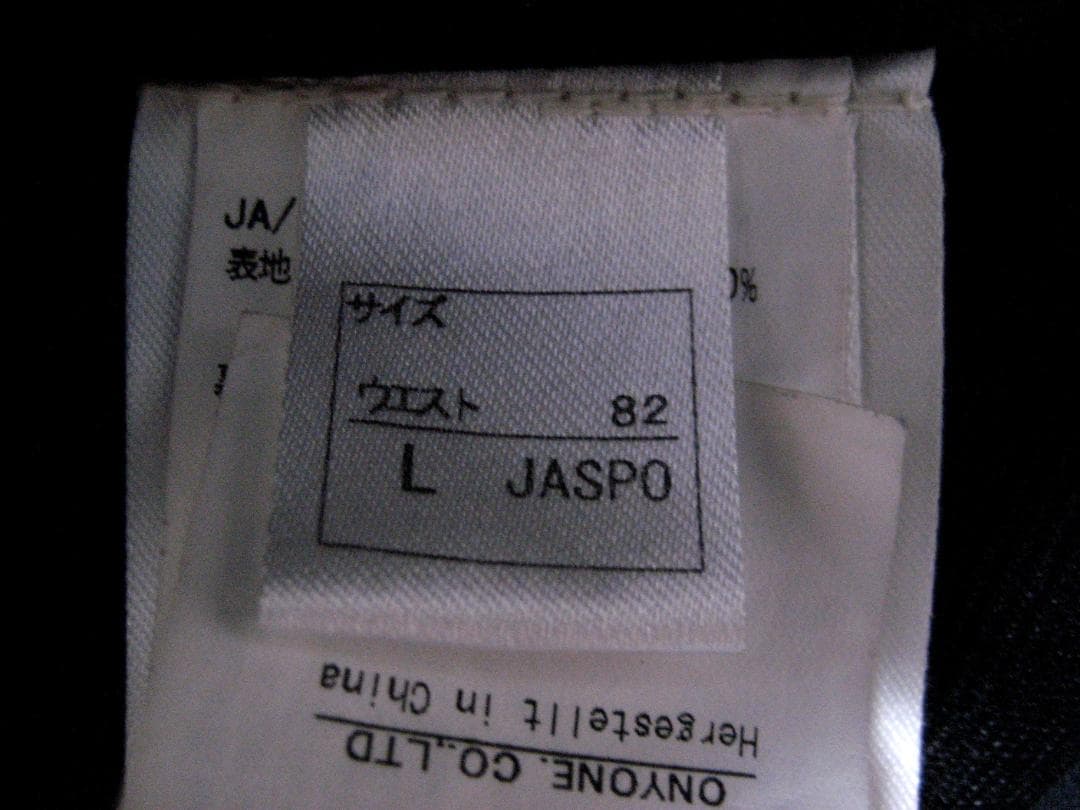 JA/
表地
0%
サイズ
ウエスト 82
L JASPO
Hergestellt in China
ONYONE. CO.,LTD